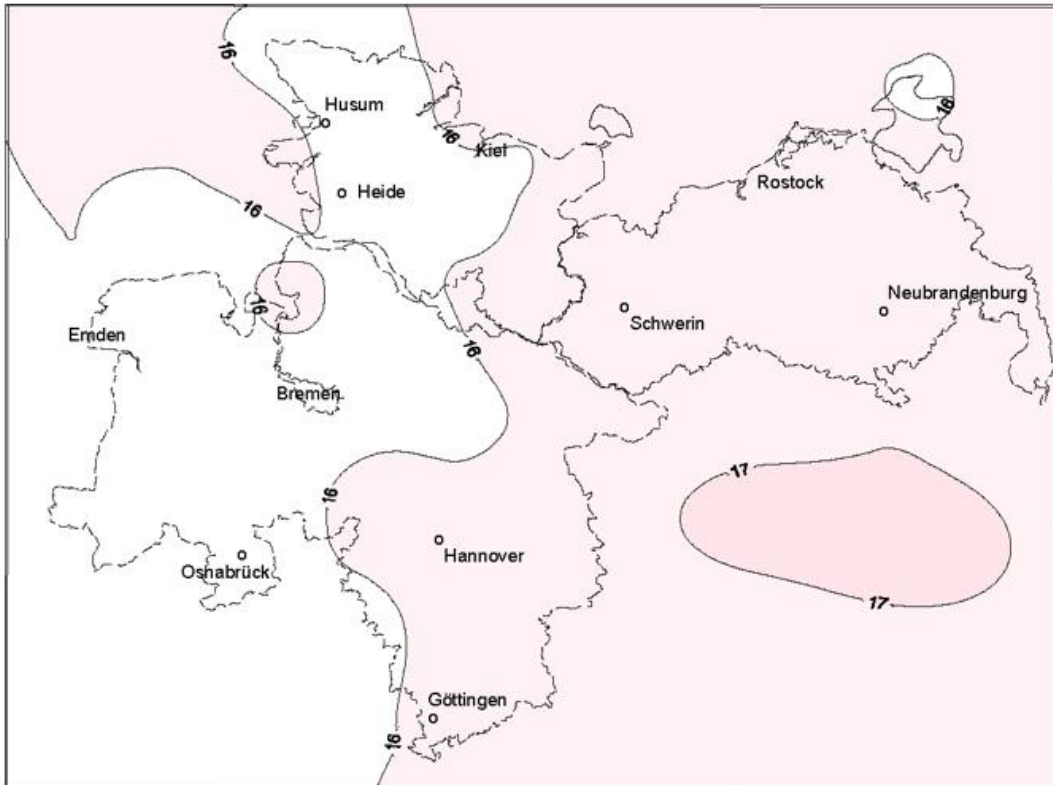 16
Husum
16
16
Kiel
Heide
Rostock
16
16
Neubrandenburg
Schwerin
Emden
16
Bremen
17
16
Hannover
Osnabrück
17
Göttingen
16